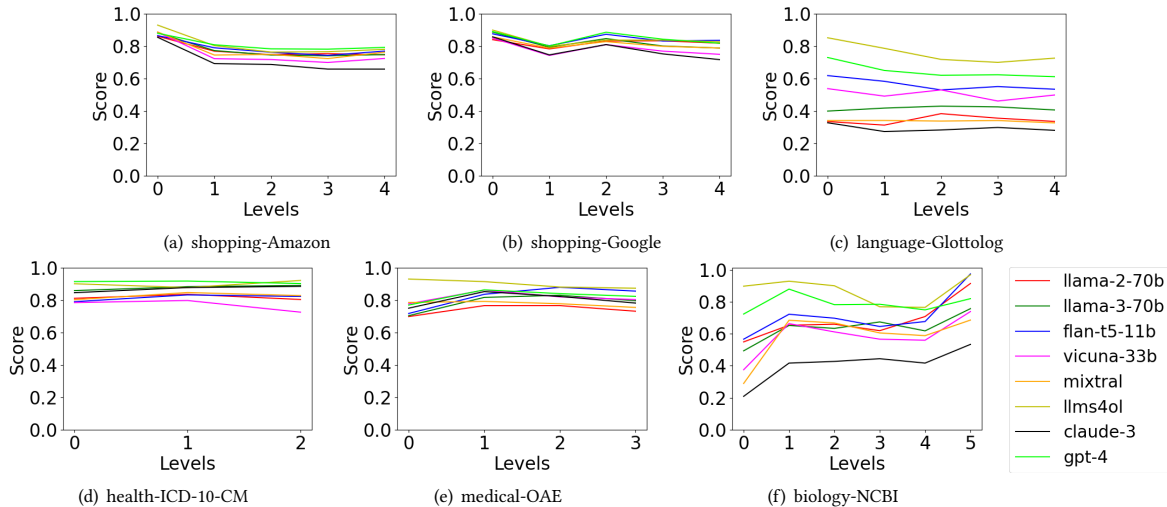 1.0
0.8
0.6
0.4
0.2
0.0
Score
0 1 2 3 4
Levels
(a) shopping-Amazon
1.0
0.8
0.6
0.4
0.2
0.0
Score
0 1 2 3 4
Levels
(b) shopping-Google
1.0
0.8
0.6
0.4
0.2
0.0
Score
0 1 2 3 4
Levels
(c) language-Glottolog
1.0
0.8
0.6
0.4
0.2
0.0
Score
0 1 2
Levels
(d) health-ICD-10-CM
1.0
0.8
0.6
0.4
0.2
0.0
Score
0 1 2 3
Levels
(e) medical-OAE
1.0
0.8
0.6
0.4
0.2
0.0
Score
0 1 2 3 4 5
Levels
(f) biology-NCBI
llama-2-70b
llama-3-70b
flan-t5-11b
vicuna-33b
mixtral
llms4ol
claude-3
gpt-4